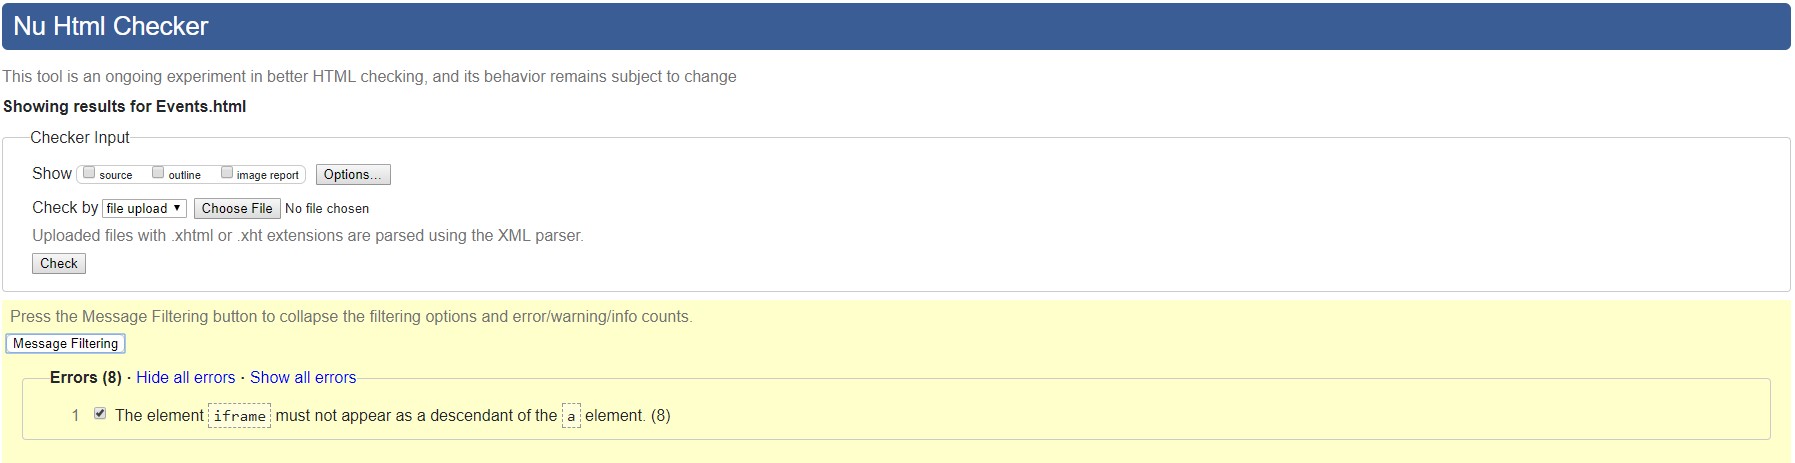 Nu Html Checker
This tool is an ongoing experiment in better HTML checking, and its behavior remains subject to change
Showing results for Events.html
Checker Input
Show source outline image report Options...
Check by file upload Choose File No file chosen
Uploaded files with .xhtml or .xht extensions are parsed using the XML parser.
Check
Press the Message Filtering button to collapse the filtering options and error/warning/info counts.
Message Filtering
Errors (8) · Hide all errors · Show all errors
1 The element iframe must not appear as a descendant of the a element. (8)